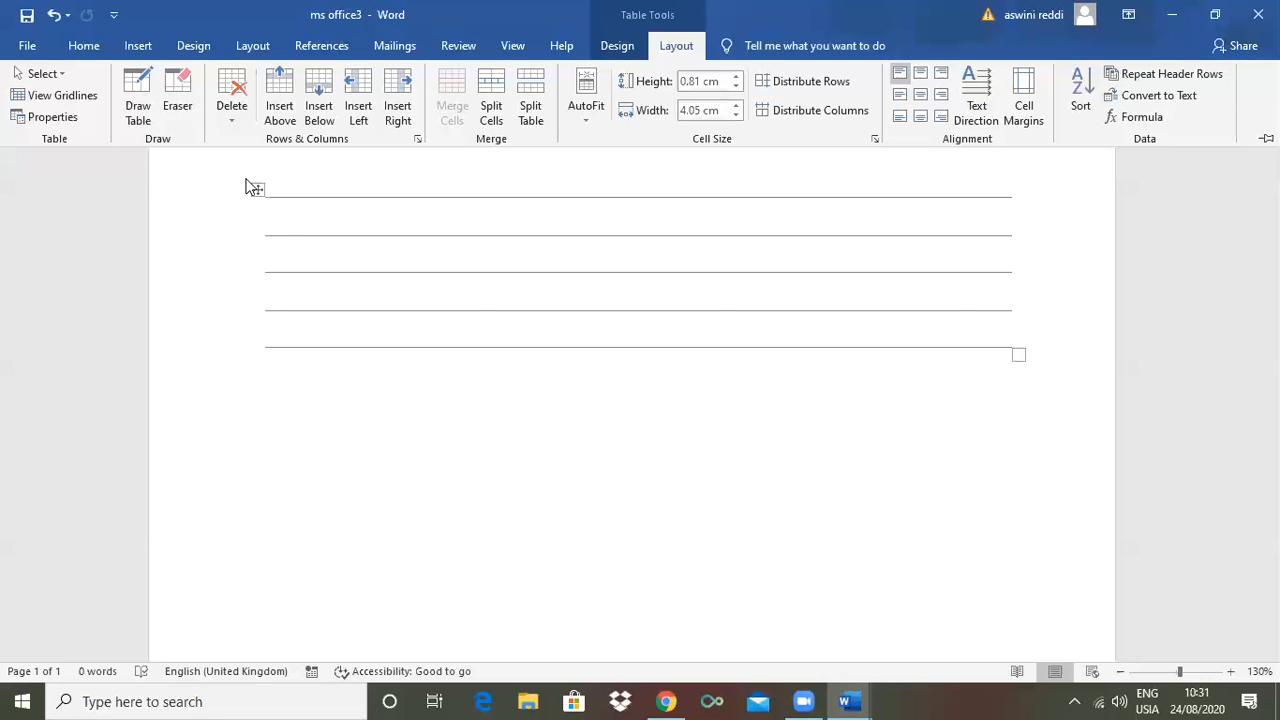 ms office3 - Word
Table Tools
aswini reddi
File
Home
Insert
Design
Layout
References
Mailings
Review
View
Help
Design
Layout
Tell me what you want to do
Share
Select
View Gridlines
Properties
Table
Draw Table
Eraser
Draw
Delete
Insert Above
Insert Below
Insert Left
Insert Right
Rows & Columns
Merge Cells
Split Cells
Split Table
Merge
AutoFit
Height: 0.81 cm
Width: 4.05 cm
Distribute Rows
Distribute Columns
Cell Size
Text Direction
Cell Margins
Alignment
Sort
Repeat Header Rows
Convert to Text
fx Formula
Data
Page 1 of 1
0 words
English (United Kingdom)
Accessibility: Good to go
130%
Type here to search
ENG
USIA
10:31
24/08/2020